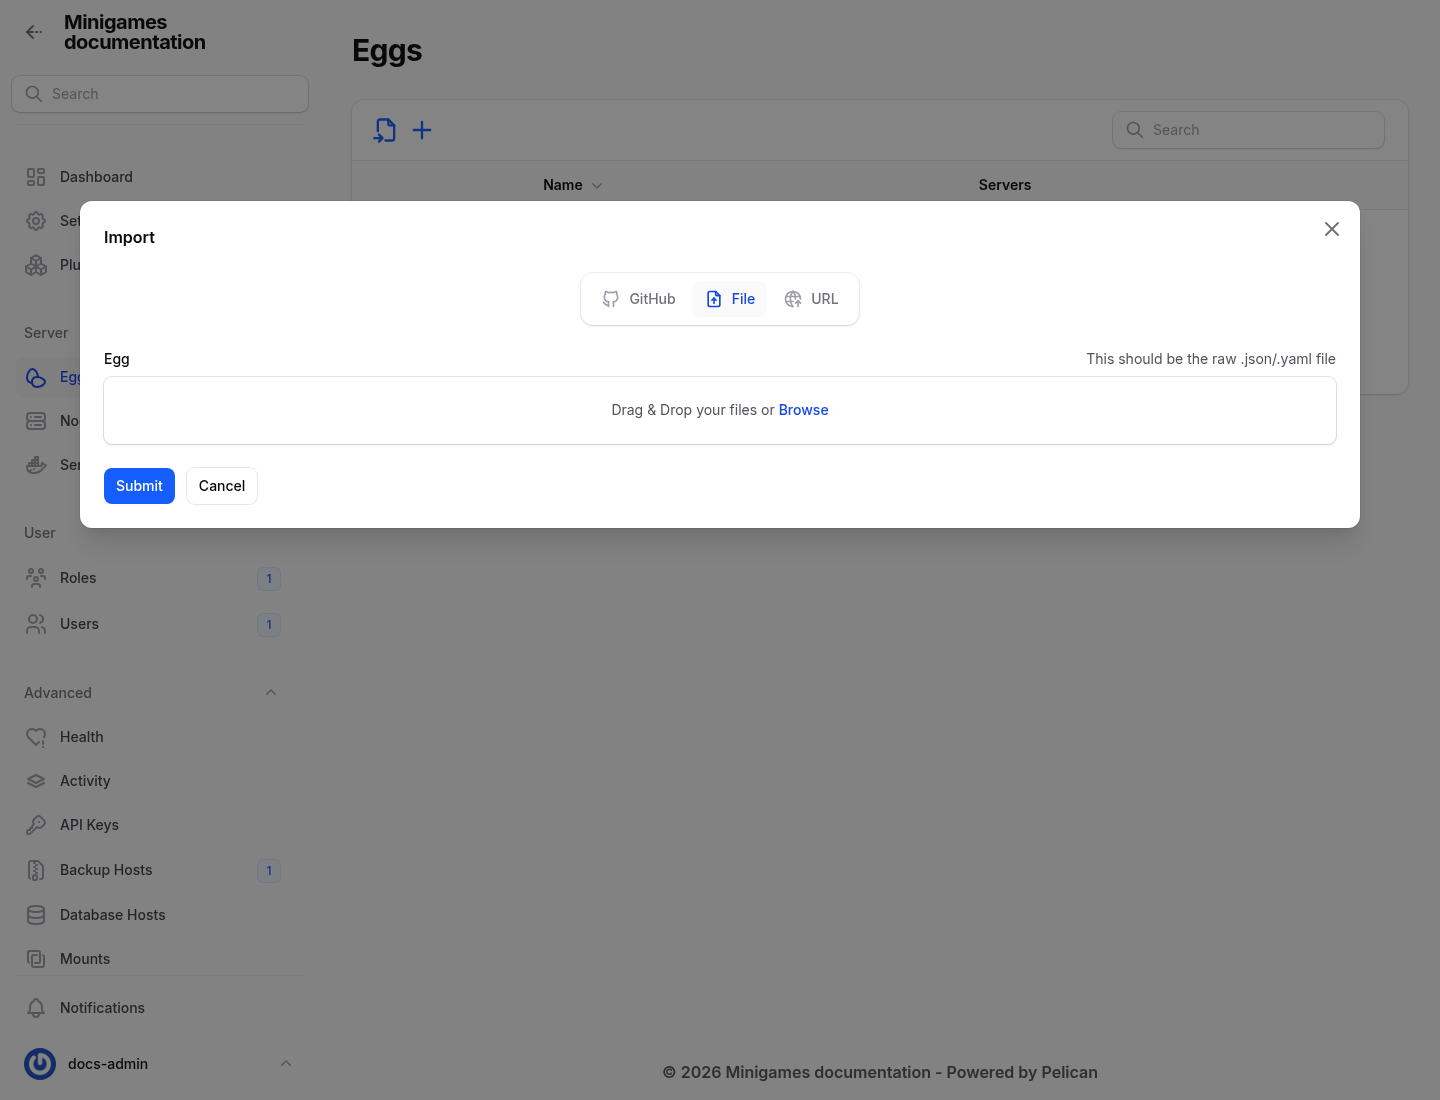 Minigames
documentation
Search
Dashboard
Set
Plu
Server
Egg
No
Ser
User
Roles 1
Users 1
Advanced
Health
Activity
API Keys
Backup Hosts 1
Database Hosts
Mounts
Notifications
docs-admin
Eggs
Search
Name Servers
Import
GitHub File URL
Egg This should be the raw .json/.yaml file
Drag & Drop your files or Browse
Submit Cancel
© 2026 Minigames documentation - Powered by Pelican